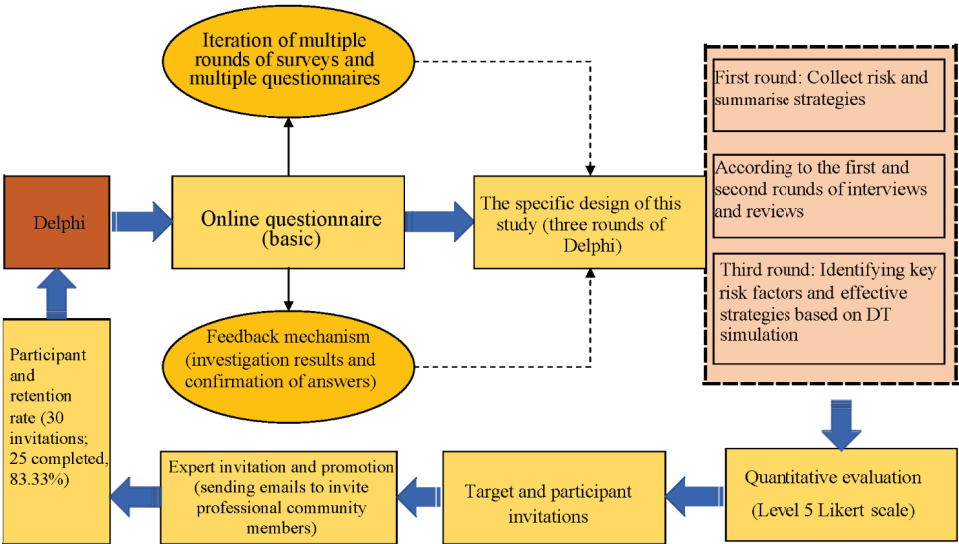 Iteration of multiple
rounds of surveys and
multiple questionnaires
First round: Collect risk and
summarise strategies
According to the first and
second rounds of interviews
and reviews
Third round: Identifying key
risk factors and effective
strategies based on DT
simulation
Delphi
Online questionnaire
(basic)
The specific design of this
study (three rounds of
Delphi)
Feedback mechanism
(investigation results and
confirmation of answers)
Participant
and
retention
rate (30
invitations;
25 completed,
83.33%)
Expert invitation and promotion
(sending emails to invite
professional community
members)
Target and participant
invitations
Quantitative evaluation
(Level 5 Likert scale)